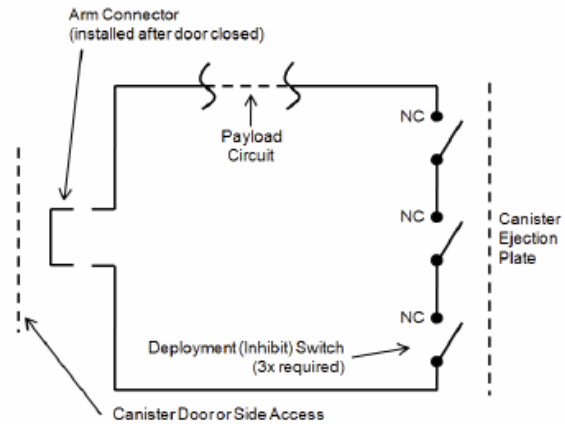 Arm Connector
(installed after door closed)
Payload
Circuit
NC
NC
NC
Canister
Ejection
Plate
Deployment (Inhibit) Switch
(3x required)
Canister Door or Side Access